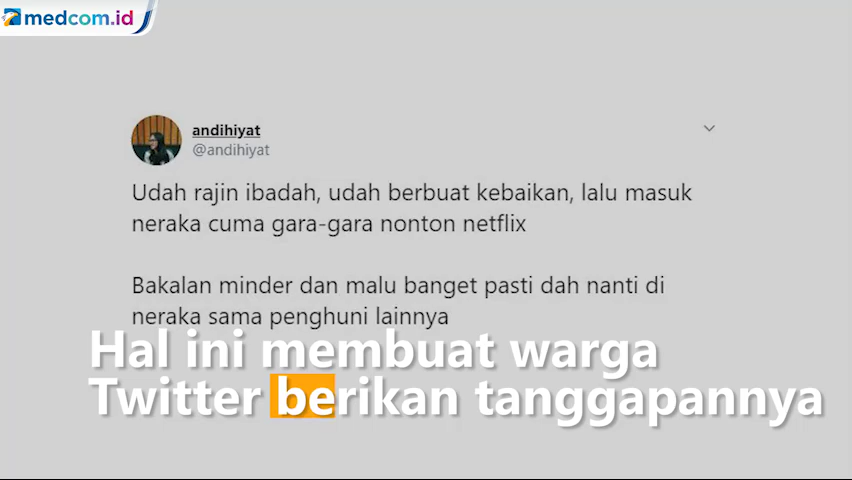 medcom.id
andihiyat
@andihiyat
Udah rajin ibadah, udah berbuat kebaikan, lalu masuk
neraka cuma gara-gara nonton netflix
Bakalan minder dan malu banget pasti dah nanti di
neraka sama penghuni lainnya
Hal ini membuat warga
Twitter berikan tanggapannya